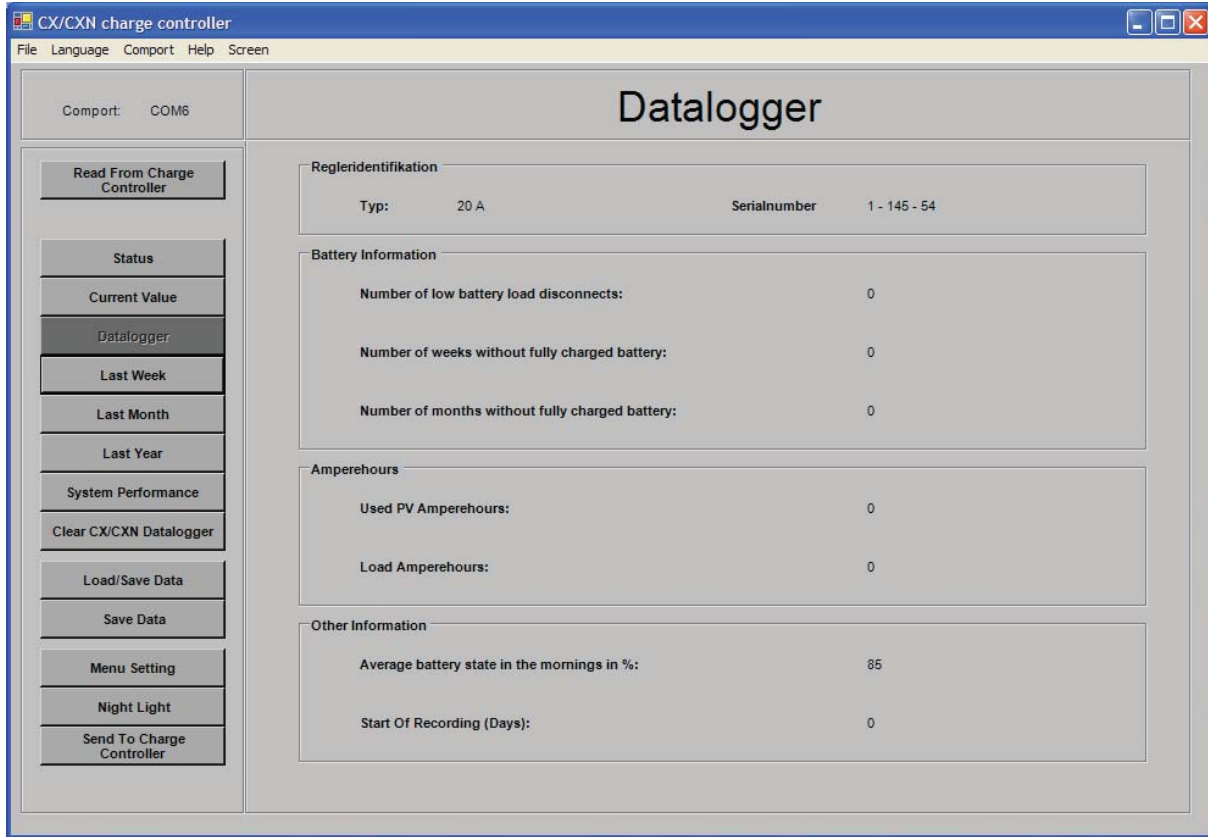 CX/CXN charge controller
File Language Comport Help Screen
Comport: COM6
Datalogger
Read From Charge
Controller
Status
Current Value
Datalogger
Last Week
Last Month
Last Year
System Performance
Clear CX/CXN Datalogger
Load/Save Data
Save Data
Menu Setting
Night Light
Send To Charge
Controller
Regleridentifikation
Typ: 20 A Serialnumber 1 - 145 - 54
Battery Information
Number of low battery load disconnects: 0
Number of weeks without fully charged battery: 0
Number of months without fully charged battery: 0
Amperehours
Used PV Amperehours: 0
Load Amperehours: 0
Other Information
Average battery state in the mornings in %: 85
Start Of Recording (Days): 0